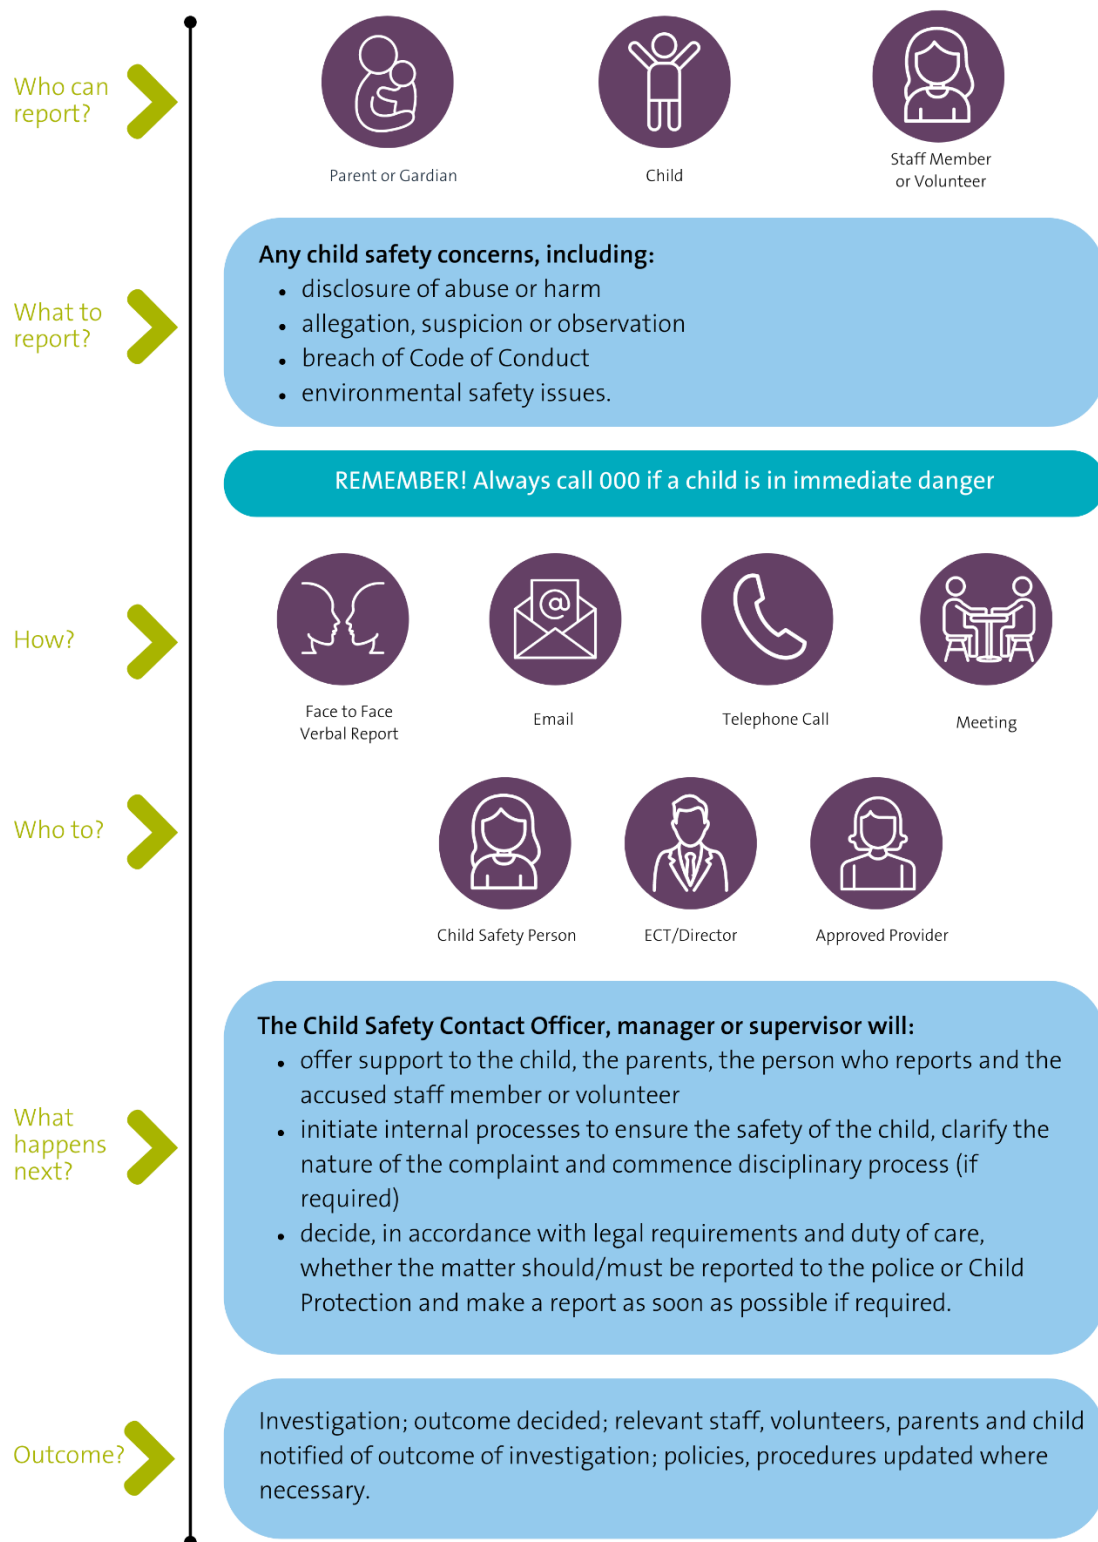 Who can
report?
Parent or Gardian
Child
Staff Member
or Volunteer
What to
report?
Any child safety concerns, including:
• disclosure of abuse or harm
• allegation, suspicion or observation
• breach of Code of Conduct
• environmental safety issues.
REMEMBER! Always call 000 if a child is in immediate danger
How?
@
Face to Face
Verbal Report
Email
Telephone Call
Meeting
Who to?
Child Safety Person
ECT/Director
Approved Provider
What
happens
next?
The Child Safety Contact Officer, manager or supervisor will:
• offer support to the child, the parents, the person who reports and the
accused staff member or volunteer
• initiate internal processes to ensure the safety of the child, clarify the
nature of the complaint and commence disciplinary process (if
required)
• decide, in accordance with legal requirements and duty of care,
whether the matter should/must be reported to the police or Child
Protection and make a report as soon as possible if required.
Outcome?
Investigation; outcome decided; relevant staff, volunteers, parents and child
notified of outcome of investigation; policies, procedures updated where
necessary.